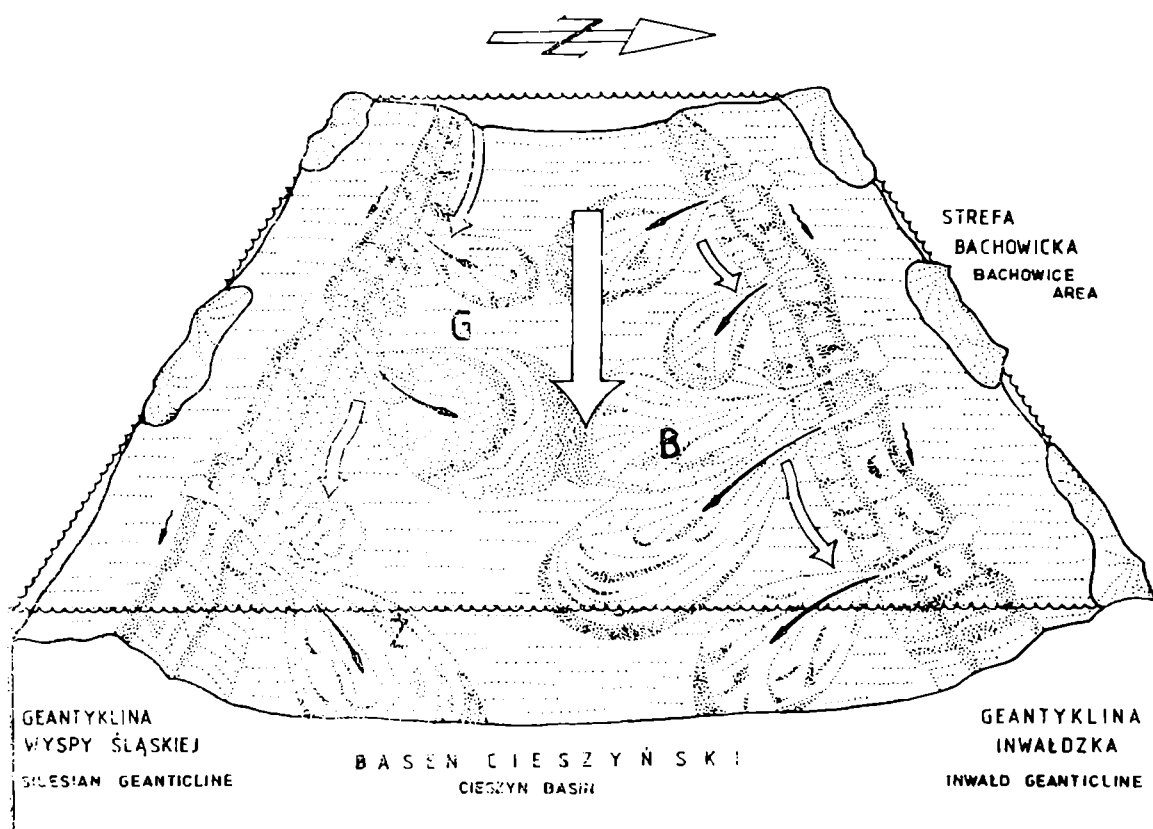 STREFA
BACHOWICKA
BACHOWICE
AREA
G
B
Ż
GEANTYKLINA
WYSPY ŚLĄSKIEJ
SILESIAN GEANTICLINE
BASEN CIESZYŃSKI
CIESZYN BASIN
GEANTYKLINA
INWAŁDZKA
INWAŁD GEANTICLINE